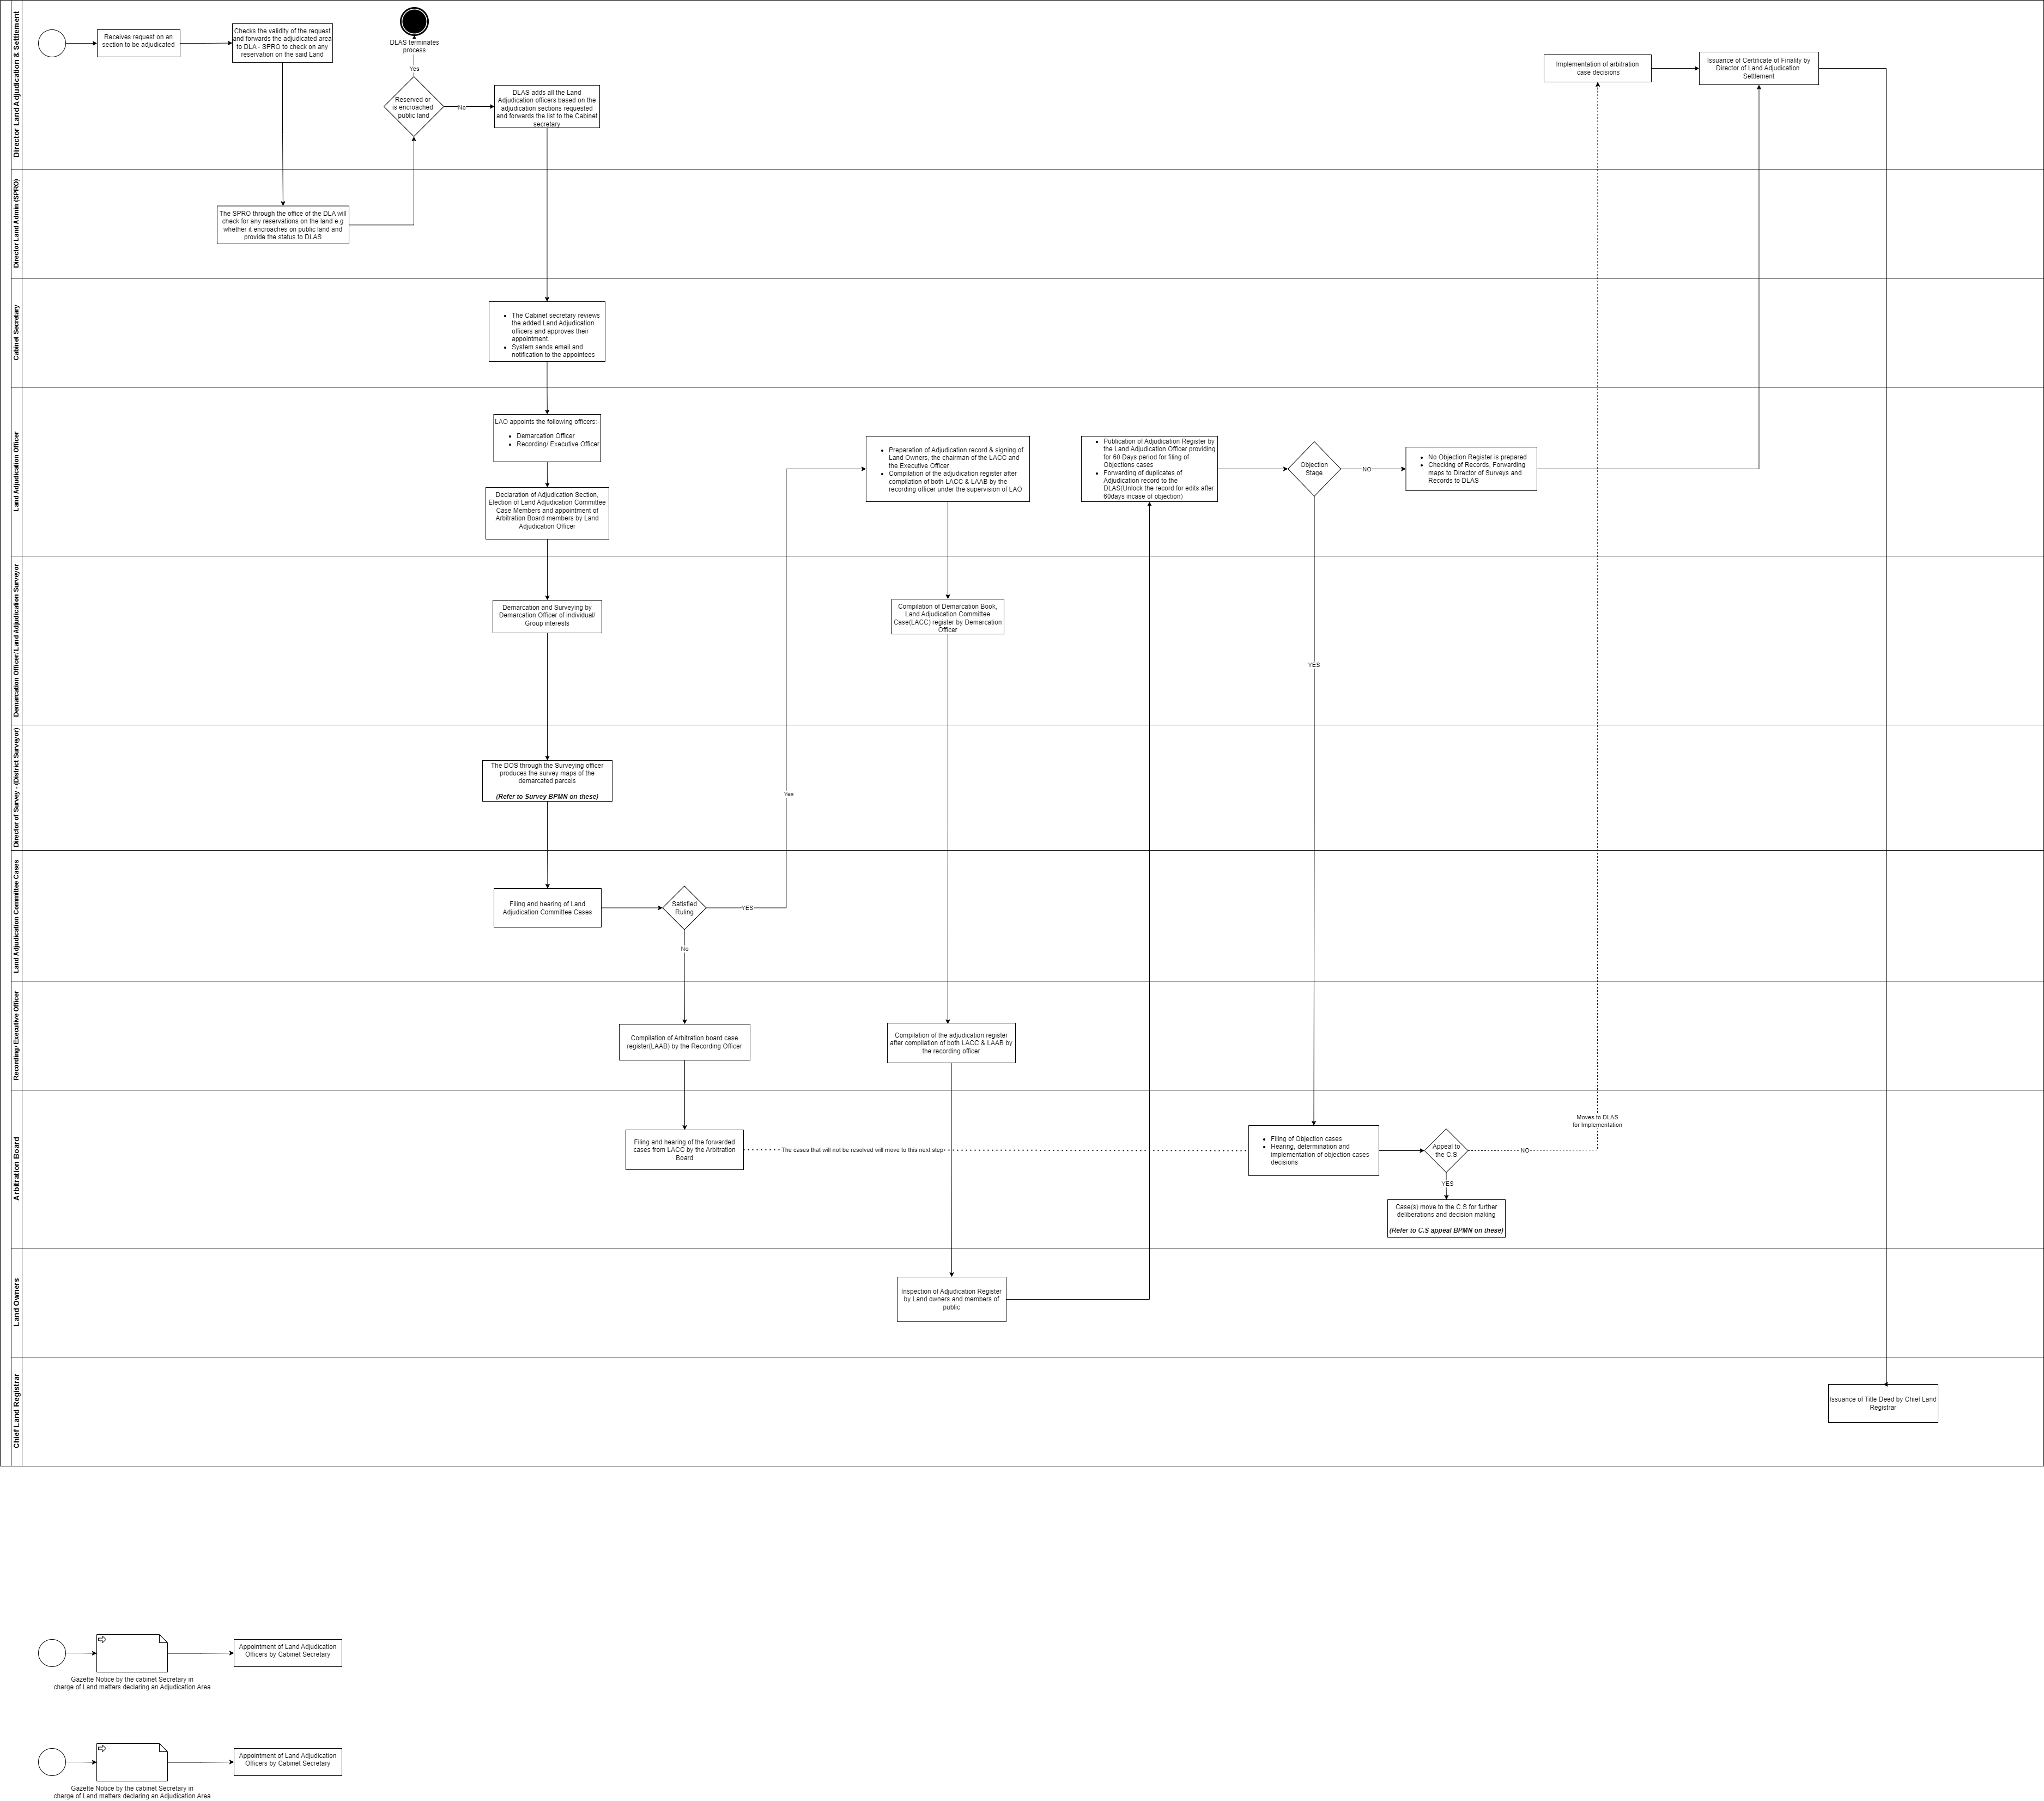 Director Land Adjudication & Settlement
Receives request on an
section to be adjudicated
Checks the validity of the request
and forwards the adjudicated area
to DLA - SPRO to check on any
reservation on the said Land
DLAS terminates
process
Yes
Reserved or
is encroached
public land
No
DLAS adds all the Land
Adjudication officers based on the
adjudication sections requested
and forwards the list to the Cabinet
secretary
Implementation of arbitration
case decisions
Issuance of Certificate of Finality by
Director of Land Adjudication
Settlement
Director Land Admin (SPRO)
The SPRO through the office of the DLA will
check for any reservations on the land e.g
whether it encroaches on public land and
provide the status to DLAS
Cabinet Secretary
• The Cabinet secretary reviews
the added Land Adjudication
officers and approves their
appointment.
• System sends email and
notification to the appointees
Land Adjudication Officer
LAO appoints the following officers:-
• Demarcation Officer
• Recording/ Executive Officer
Declaration of Adjudication Section,
Election of Land Adjudication Committee
Case Members and appointment of
Arbitration Board members by Land
Adjudication Officer
• Preparation of Adjudication record & signing of
Land Owners, the chairman of the LACC and
the Executive Officer
• Compilation of the adjudication register after
compilation of both LACC & LAAB by the
recording officer under the supervision of LAO
• Publication of Adjudication Register by
the Land Adjudication Officer providing
for 60 Days period for filing of
Objections cases
• Forwarding of duplicates of
Adjudication record to the
DLAS(Unlock the record for edits after
60days incase of objection)
Objection
Stage
NO
• No Objection Register is prepared
• Checking of Records, Forwarding
maps to Director of Surveys and
Records to DLAS
Demarcation Officer/ Land Adjudication Surveyor
Demarcation and Surveying by
Demarcation Officer of individual/
Group interests
Compilation of Demarcation Book,
Land Adjudication Committee
Case(LACC) register by Demarcation
Officer
YES
Director of Survey - (District Surveyor)
The DOS through the Surveying officer
produces the survey maps of the
demarcated parcels
(Refer to Survey BPMN on these)
Yes
Land Adjudication Committee Cases
Filing and hearing of Land
Adjudication Committee Cases
Satisfied
Ruling
YES
No
Recording/ Executive Officer
Compilation of Arbitration board case
register(LAAB) by the Recording Officer
Compilation of the adjudication register
after compilation of both LACC & LAAB by
the recording officer
Arbitration Board
Filing and hearing of the forwarded
cases from LACC by the Arbitration
Board
The cases that will not be resolved will move to this next step
• Filing of Objection cases
• Hearing, determination and
implementation of objection cases
decisions
Appeal to
the C.S
NO
Moves to DLAS
for Implementation
YES
Case(s) move to the C.S for further
deliberations and decision making
(Refer to C.S appeal BPMN on these)
Land Owners
Inspection of Adjudication Register
by Land owners and members of
public
Chief Land Registrar
Issuance of Title Deed by Chief Land
Registrar
Gazette Notice by the cabinet Secretary in
charge of Land matters declaring an Adjudication Area
Appointment of Land Adjudication
Officers by Cabinet Secretary
Gazette Notice by the cabinet Secretary in
charge of Land matters declaring an Adjudication Area
Appointment of Land Adjudication
Officers by Cabinet Secretary